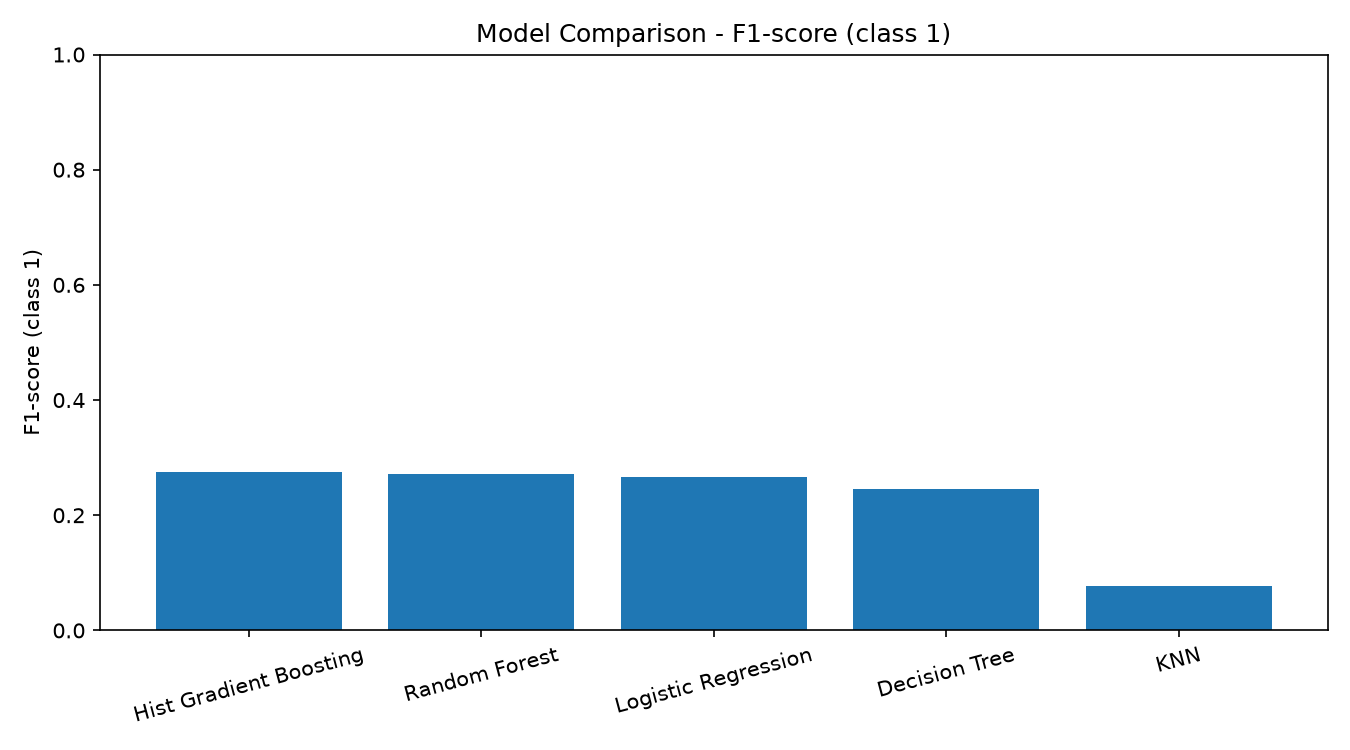 Model Comparison - F1-score (class 1)
F1-score (class 1)
1.0
0.8
0.6
0.4
0.2
0.0
Hist Gradient Boosting
Random Forest
Logistic Regression
Decision Tree
KNN